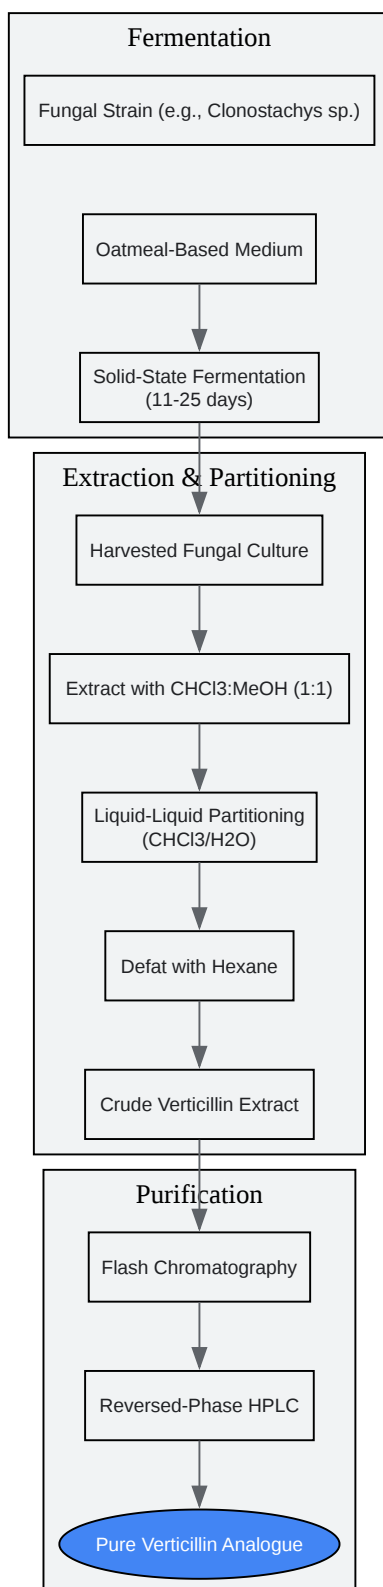 Fermentation
Fungal Strain (e.g., Clonostachys sp.)
Oatmeal-Based Medium
Solid-State Fermentation
(11-25 days)
Extraction & Partitioning
Harvested Fungal Culture
Extract with CHCl3:MeOH (1:1)
Liquid-Liquid Partitioning
(CHCl3/H2O)
Defat with Hexane
Crude Verticillin Extract
Purification
Flash Chromatography
Reversed-Phase HPLC
Pure Verticillin Analogue